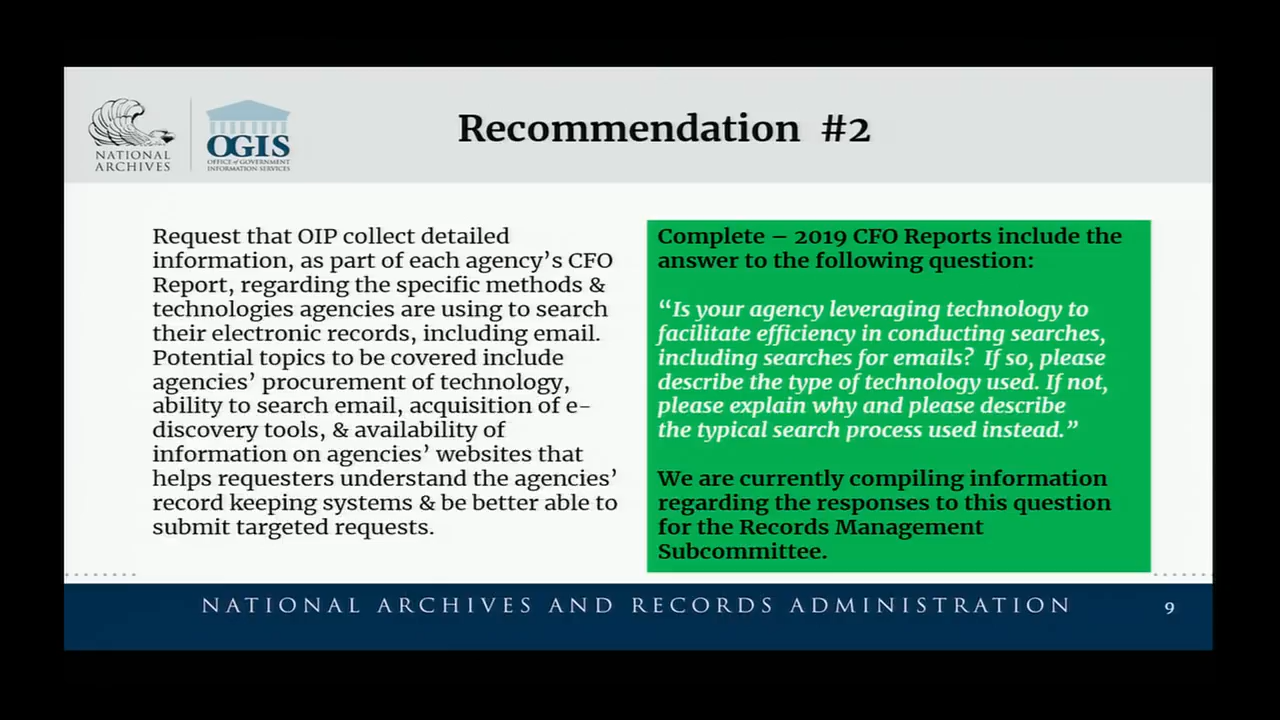 Recommendation #2
NATIONAL
ARCHIVES
OGIS
OFFICE of GOVERNMENT
INFORMATION SERVICES
Request that OIP collect detailed
information, as part of each agency’s CFO
Report, regarding the specific methods &
technologies agencies are using to search
their electronic records, including email.
Potential topics to be covered include
agencies’ procurement of technology,
ability to search email, acquisition of e-
discovery tools, & availability of
information on agencies’ websites that
helps requesters understand the agencies’
record keeping systems & be better able to
submit targeted requests.
Complete – 2019 CFO Reports include the
answer to the following question:
“Is your agency leveraging technology to
facilitate efficiency in conducting searches,
including searches for emails? If so, please
describe the type of technology used. If not,
please explain why and please describe
the typical search process used instead.”
We are currently compiling information
regarding the responses to this question
for the Records Management
Subcommittee.
NATIONAL ARCHIVES AND RECORDS ADMINISTRATION
9